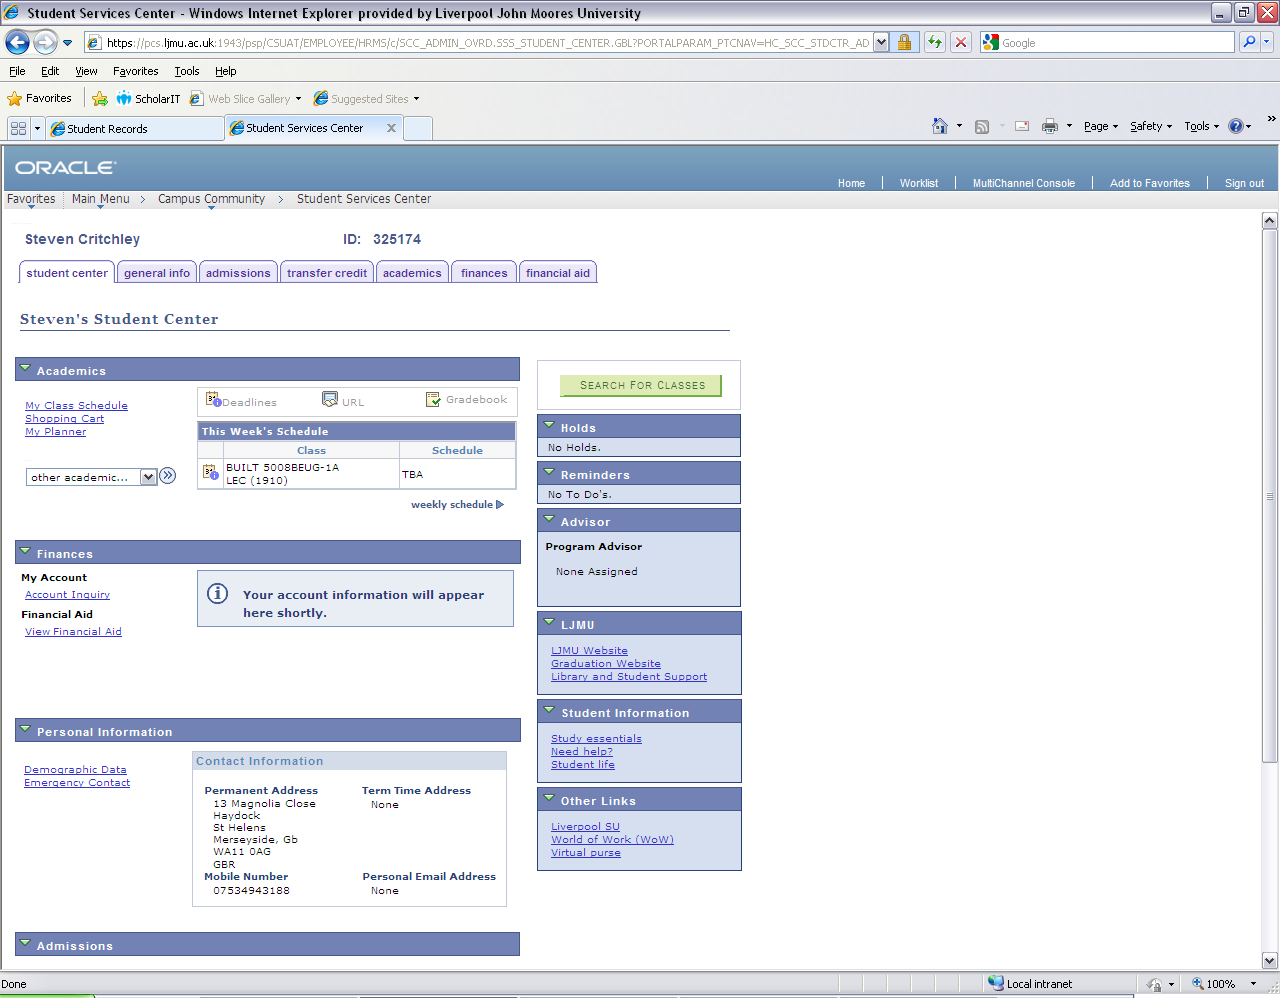 Student Services Center - Windows Internet Explorer provided by Liverpool John Moores University
https://pcs.ljmu.ac.uk:1943/psp/CSUAT/EMPLOYEE/HRMS/c/SCC_ADMIN_OVRD.SSS_STUDENT_CENTER.GBL?PORTALPARAM_PTCNAV=HC_SCC_STDCTR_AD
Google
File Edit View Favorites Tools Help
Favorites ScholarIT Web Slice Gallery Suggested Sites
Student Records Student Services Center X Page Safety Tools »
ORACLE
Home Worklist MultiChannel Console Add to Favorites Sign out
Favorites Main Menu > Campus Community > Student Services Center
Steven Critchley ID: 325174
student center general info admissions transfer credit academics finances financial aid
Steven's Student Center
Academics
My Class Schedule
Shopping Cart
My Planner
other academic...
Deadlines URL Gradebook
This Week's Schedule
Class Schedule
BUILT 5008BEUG-1A
LEC (1910)
TBA
weekly schedule
Finances
My Account
Account Inquiry
Financial Aid
View Financial Aid
Your account information will appear
here shortly.
Personal Information
Demographic Data
Emergency Contact
Contact Information
Permanent Address
13 Magnolia Close
Haydock
St Helens
Merseyside, Gb
WA11 0AG
GBR
Term Time Address
None
Mobile Number
07534943188
Personal Email Address
None
Admissions
SEARCH FOR CLASSES
Holds
No Holds.
Reminders
No To Do's.
Advisor
Program Advisor
None Assigned
LJMU
LJMU Website
Graduation Website
Library and Student Support
Student Information
Study essentials
Need help?
Student life
Other Links
Liverpool SU
World of Work (WoW)
Virtual purse
Done Local intranet 100%